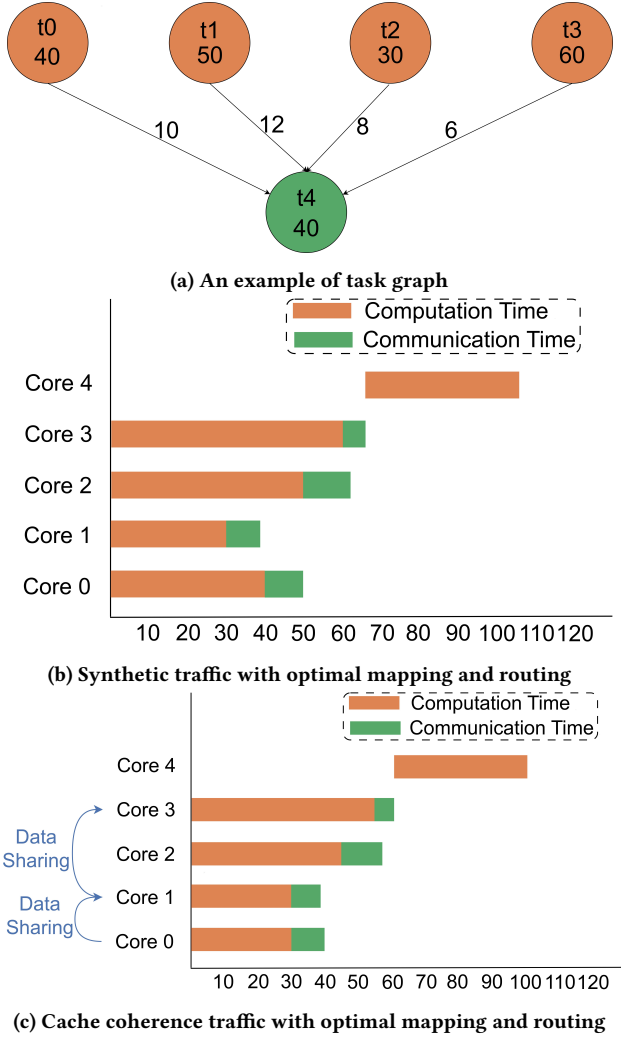 t0
40
t1
50
t2
30
t3
60
10
12
8
6
t4
40
(a) An example of task graph
Computation Time
Communication Time
Core 4
Core 3
Core 2
Core 1
Core 0
10 20 30 40 50 60 70 80 90 100 110 120
(b) Synthetic traffic with optimal mapping and routing
Computation Time
Communication Time
Core 4
Core 3
Data
Sharing
Core 2
Core 1
Data
Sharing
Core 0
10 20 30 40 50 60 70 80 90 100 110 120
(c) Cache coherence traffic with optimal mapping and routing